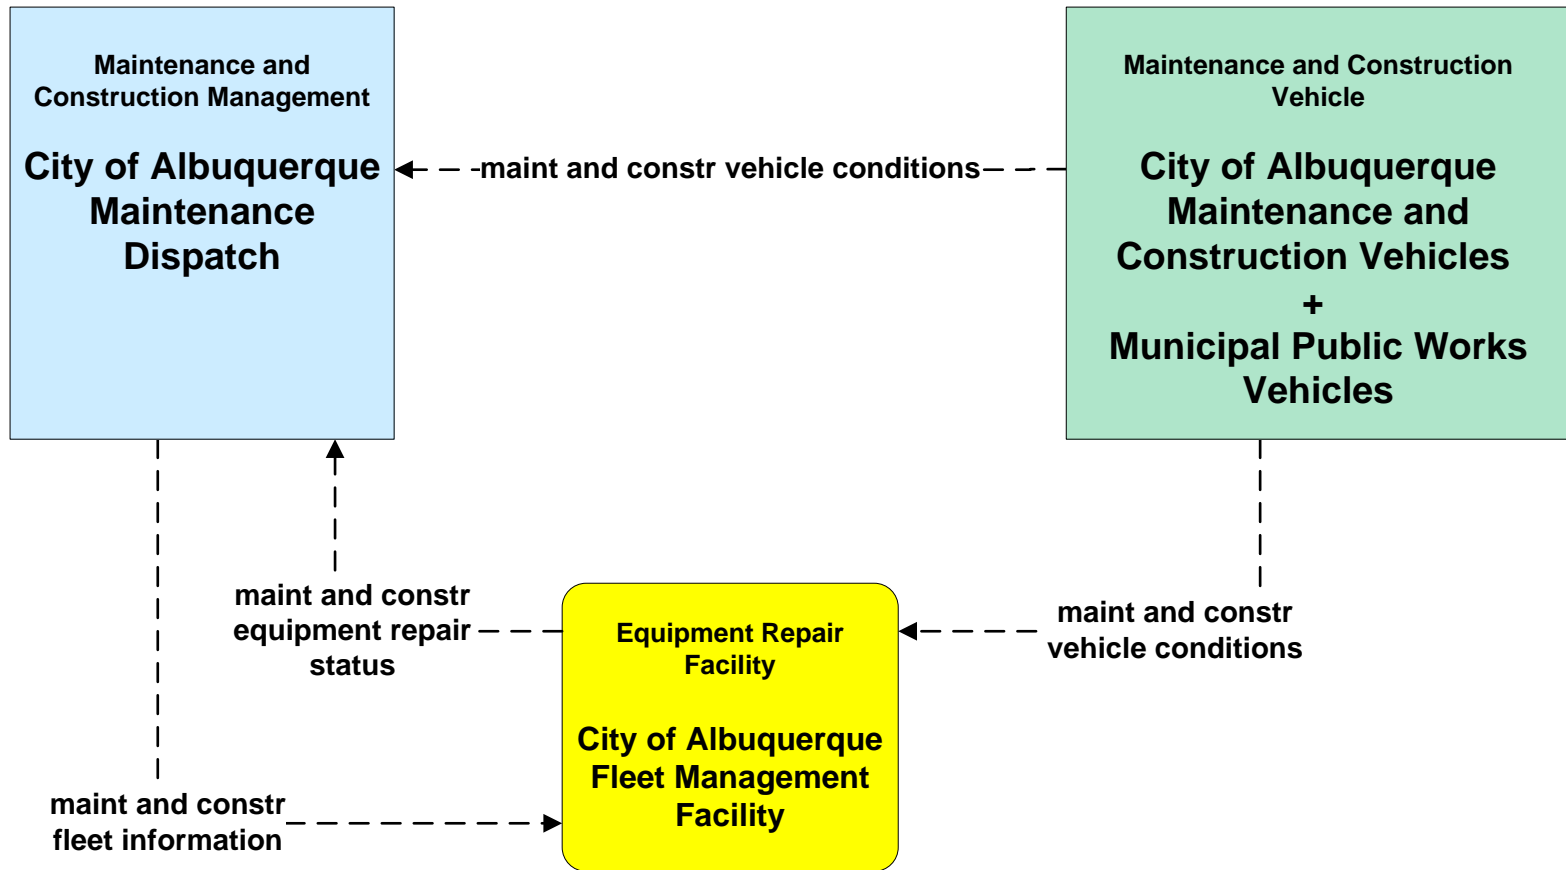 Maintenance and
Construction Management
City of Albuquerque
Maintenance
Dispatch
maint and constr vehicle conditions
Maintenance and Construction
Vehicle
City of Albuquerque
Maintenance and
Construction Vehicles
+
Municipal Public Works
Vehicles
maint and constr
equipment repair
status
Equipment Repair
Facility
City of Albuquerque
Fleet Management
Facility
maint and constr
vehicle conditions
maint and constr
fleet information